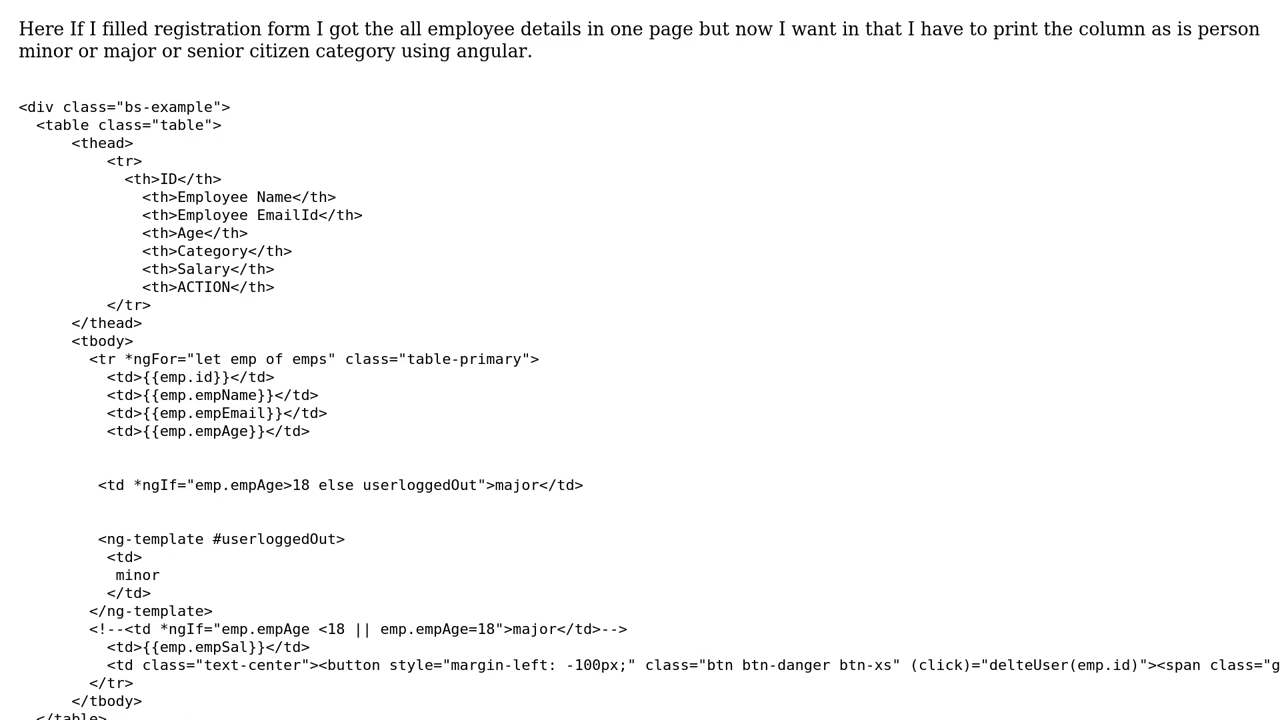 Here If I filled registration form I got the all employee details in one page but now I want in that I have to print the column as is person
minor or major or senior citizen category using angular.
<div class="bs-example">
<table class="table">
<thead>
<tr>
<th>ID</th>
<th>Employee Name</th>
<th>Employee EmailId</th>
<th>Age</th>
<th>Category</th>
<th>Salary</th>
<th>ACTION</th>
</tr>
</thead>
<tbody>
<tr *ngFor="let emp of emps" class="table-primary">
<td>{{emp.id}}</td>
<td>{{emp.empName}}</td>
<td>{{emp.empEmail}}</td>
<td>{{emp.empAge}}</td>
<td *ngIf="emp.empAge>18 else userloggedOut">major</td>
<ng-template #userloggedOut>
<td>
minor
</td>
</ng-template>
<!--<td *ngIf="emp.empAge <18 || emp.empAge=18">major</td>-->
<td>{{emp.empSal}}</td>
<td class="text-center"><button style="margin-left: -100px;" class="btn btn-danger btn-xs" (click)="delteUser(emp.id)"><span class="g
</tr>
</tbody>
</table>